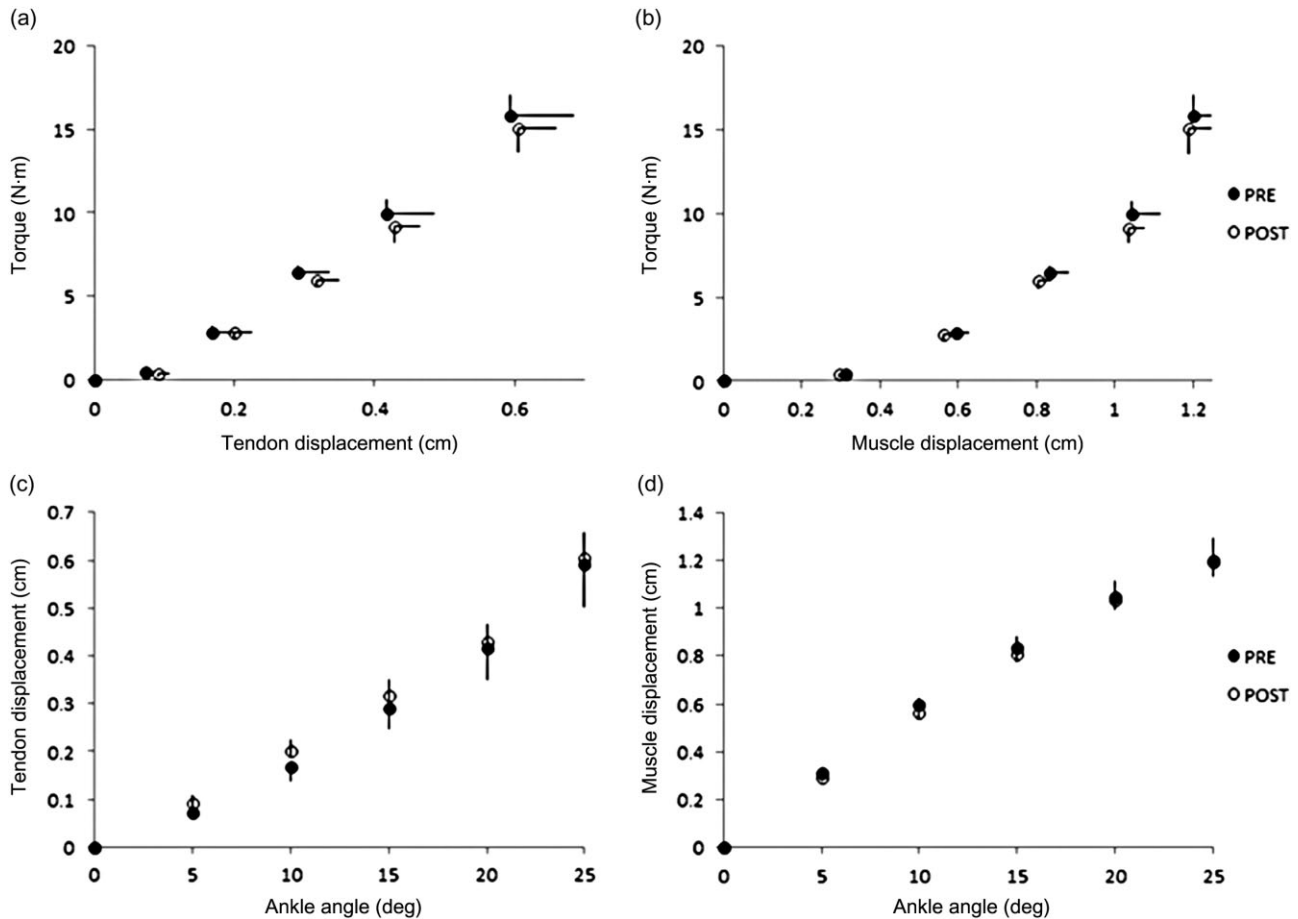 (a)
20
15
10
5
0
Torque (N·m)
0 0.2 0.4 0.6
Tendon displacement (cm)
(b)
20
15
10
5
0
Torque (N·m)
0 0.2 0.4 0.6 0.8 1 1.2
Muscle displacement (cm)
PRE
POST
(c)
0.7
0.6
0.5
0.4
0.3
0.2
0.1
0
Tendon displacement (cm)
0 5 10 15 20 25
Ankle angle (deg)
(d)
1.4
1.2
1
0.8
0.6
0.4
0.2
0
Muscle displacement (cm)
0 5 10 15 20 25
Ankle angle (deg)
PRE
POST